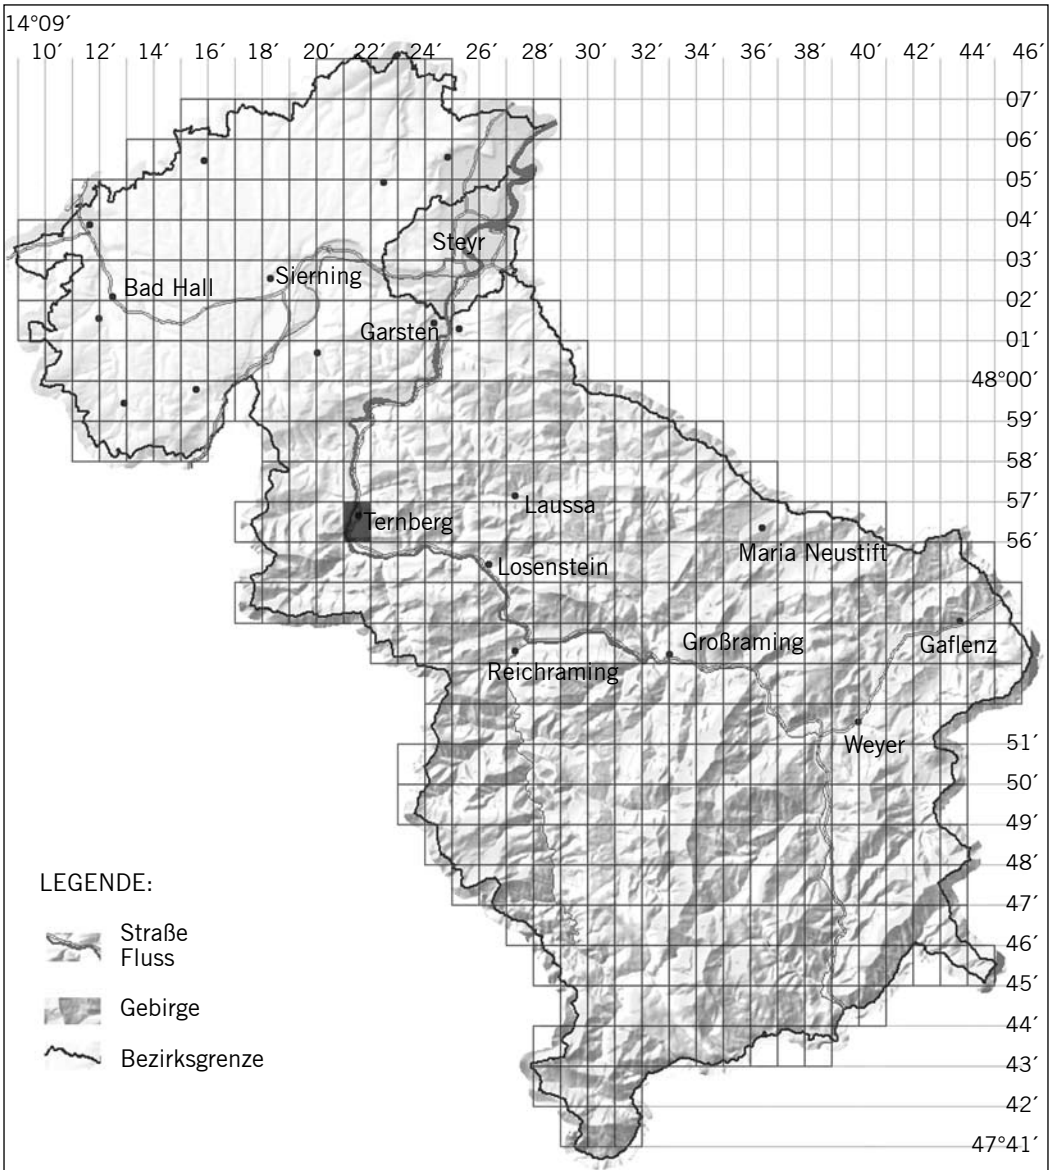 14°09′
10′ 12′ 16′ 18′ 20′ 22′ 24′ 26′ 28′ 30′ 32′ 34′ 36′ 38′ 40′ 42′ 44′ 46′
07′
06′
05′
04′
Steyr
03′
Sierning
Bad Hall
02′
Garsten
01′
48°00′
59′
58′
57′
Laussa
Ternberg
56′
Maria Neustift
Losenstein
Großraming
Gaflenz
Reichraming
51′
Weyer
50′
49′
48′
LEGENDE:
47′
Straße
46′
Fluss
45′
Gebirge
44′
Bezirksgrenze
43′
42′
47°41′